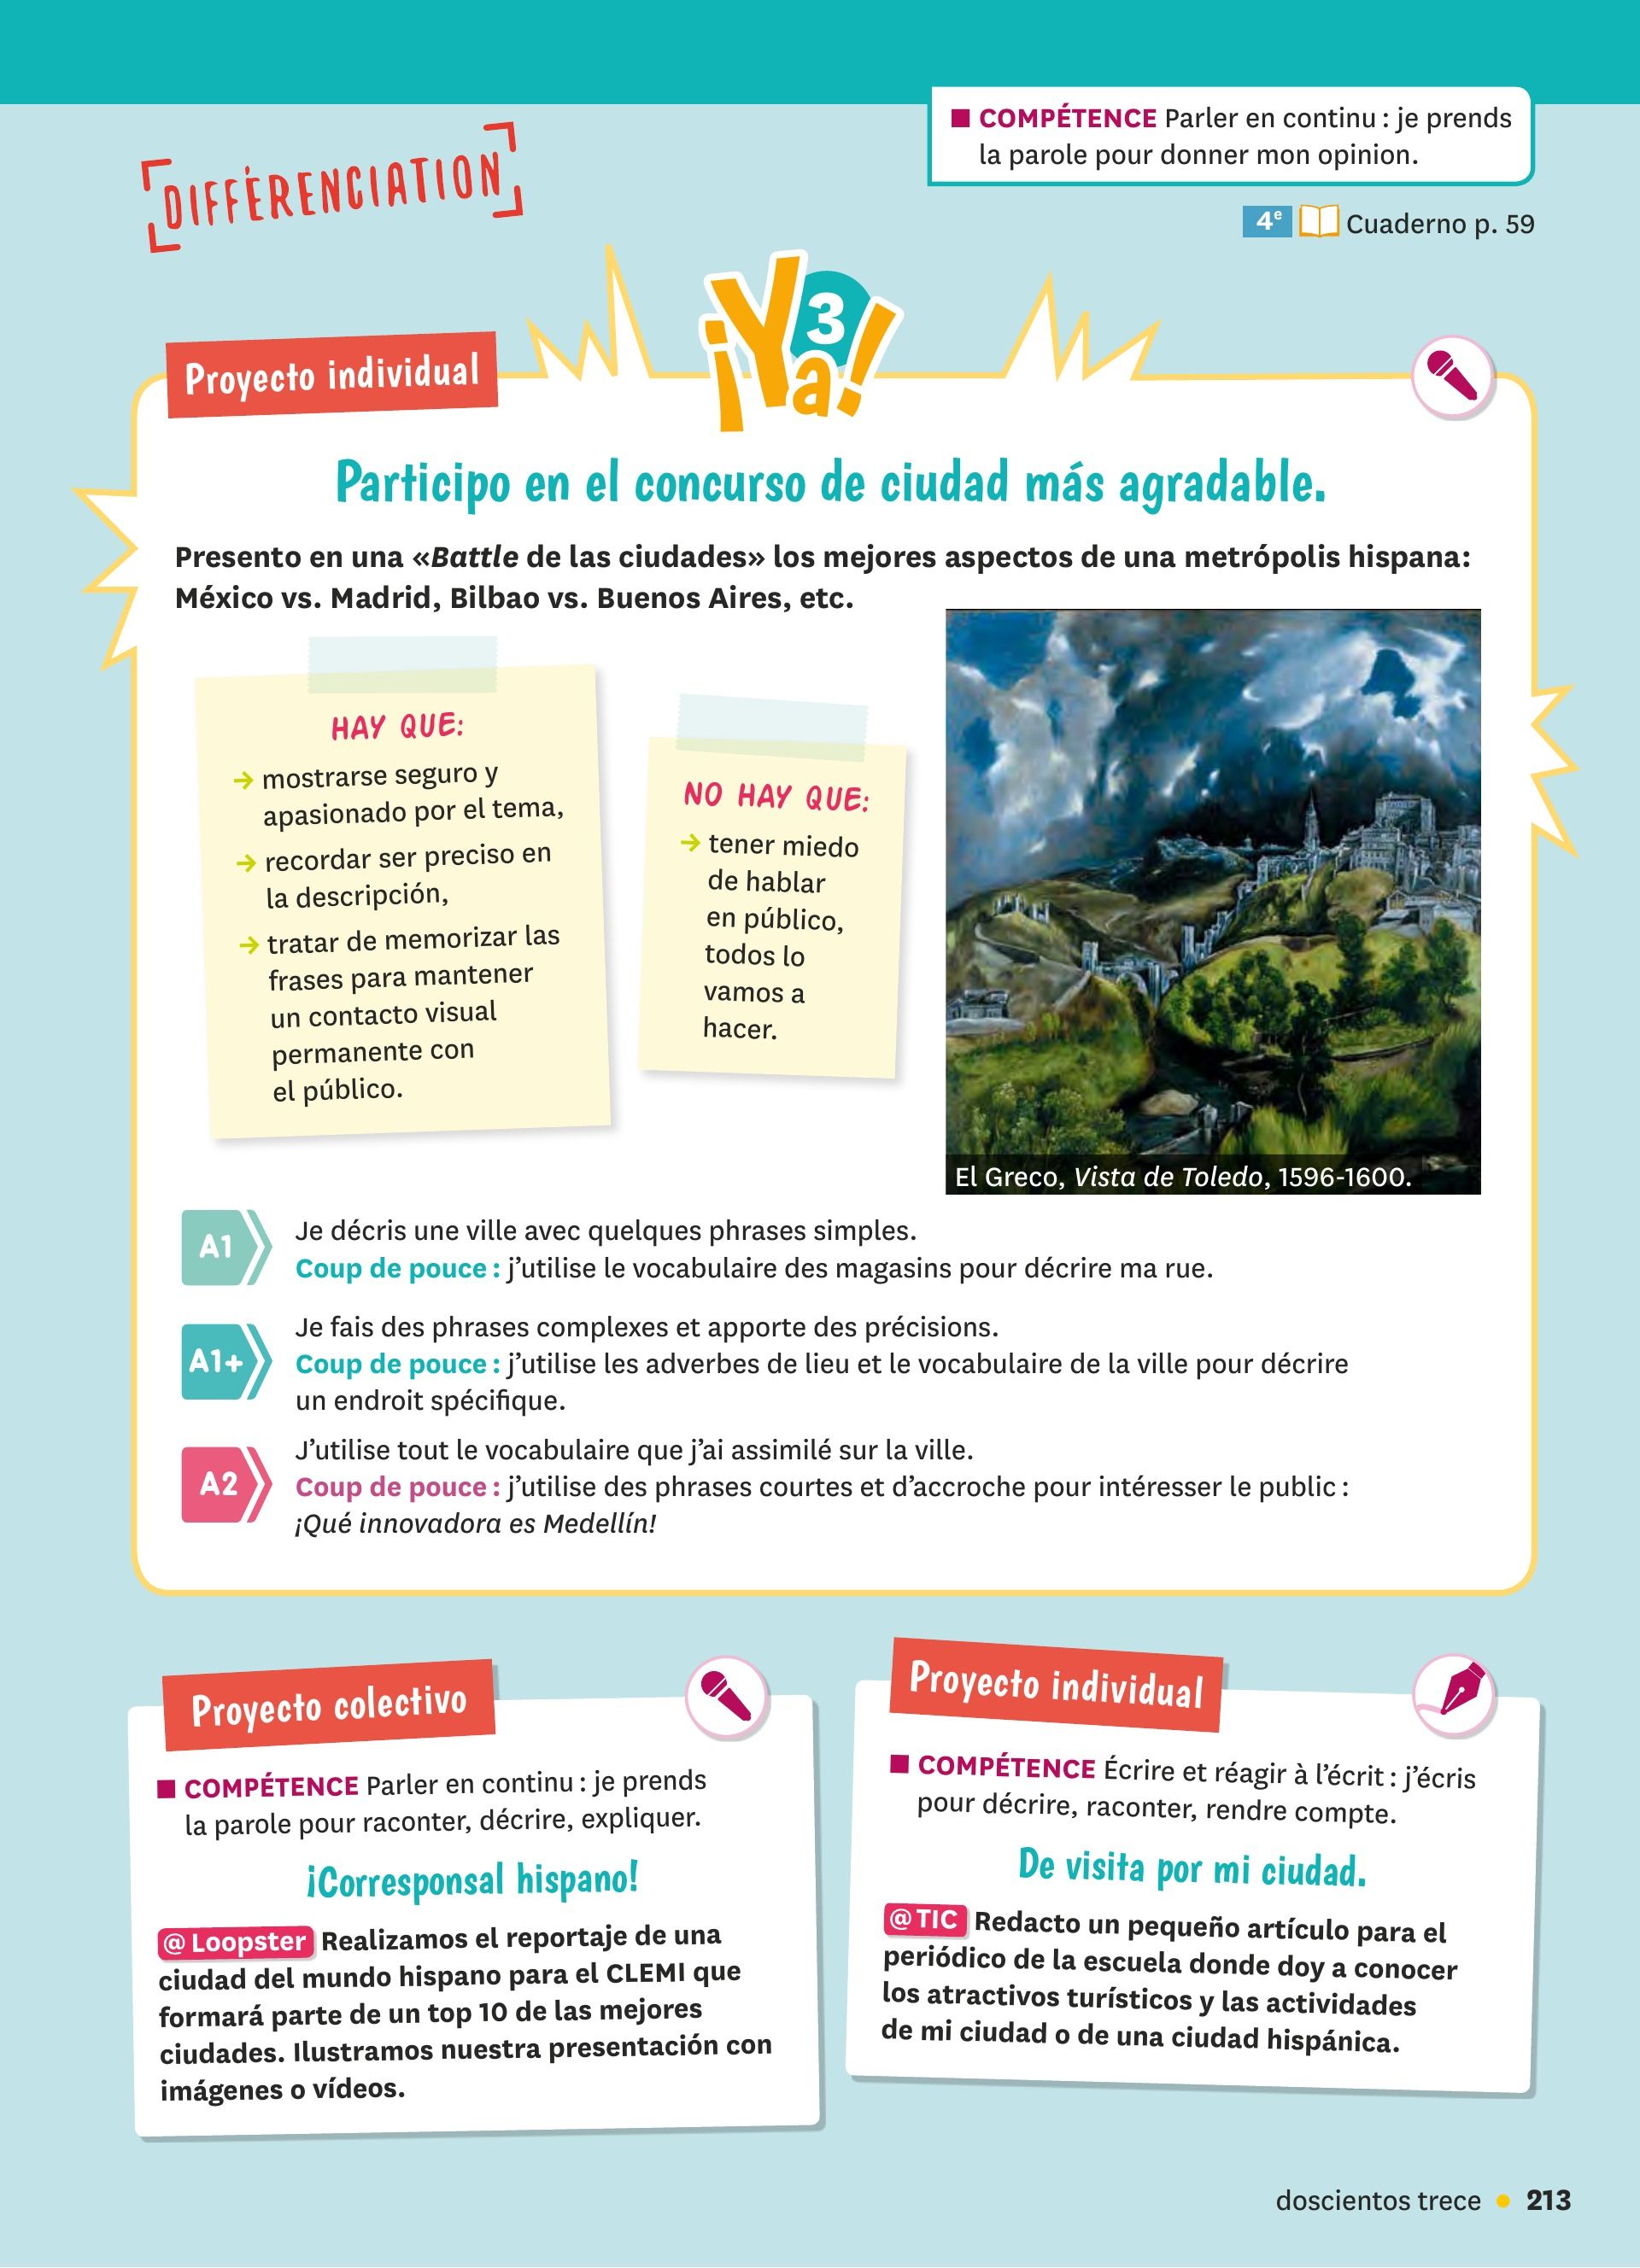 ■ COMPÉTENCE Parler en continu : je prends
la parole pour donner mon opinion.
DIFFÉRENCIATION
4e Cuaderno p. 59
¡Ya! 3
Proyecto individual
Participo en el concurso de ciudad más agradable.
Presento en una «Battle de las ciudades» los mejores aspectos de una metrópolis hispana:
México vs. Madrid, Bilbao vs. Buenos Aires, etc.
HAY QUE:
→ mostrarse seguro y
apasionado por el tema,
→ recordar ser preciso en
la descripción,
→ tratar de memorizar las
frases para mantener
un contacto visual
permanente con
el público.
NO HAY QUE:
→ tener miedo
de hablar
en público,
todos lo
vamos a
hacer.
El Greco, Vista de Toledo, 1596-1600.
A1
Je décris une ville avec quelques phrases simples.
Coup de pouce : j'utilise le vocabulaire des magasins pour décrire ma rue.
A1+
Je fais des phrases complexes et apporte des précisions.
Coup de pouce : j'utilise les adverbes de lieu et le vocabulaire de la ville pour décrire
un endroit spécifique.
A2
J'utilise tout le vocabulaire que j'ai assimilé sur la ville.
Coup de pouce : j'utilise des phrases courtes et d'accroche pour intéresser le public :
¡Qué innovadora es Medellín!
Proyecto colectivo
■ COMPÉTENCE Parler en continu : je prends
la parole pour raconter, décrire, expliquer.
¡Corresponsal hispano!
@ Loopster Realizamos el reportaje de una
ciudad del mundo hispano para el CLEMI que
formará parte de un top 10 de las mejores
ciudades. Ilustramos nuestra presentación con
imágenes o vídeos.
Proyecto individual
■ COMPÉTENCE Écrire et réagir à l'écrit : j'écris
pour décrire, raconter, rendre compte.
De visita por mi ciudad.
@ TIC Redacto un pequeño artículo para el
periódico de la escuela donde doy a conocer
los atractivos turísticos y las actividades
de mi ciudad o de una ciudad hispánica.
doscientos trece • 213